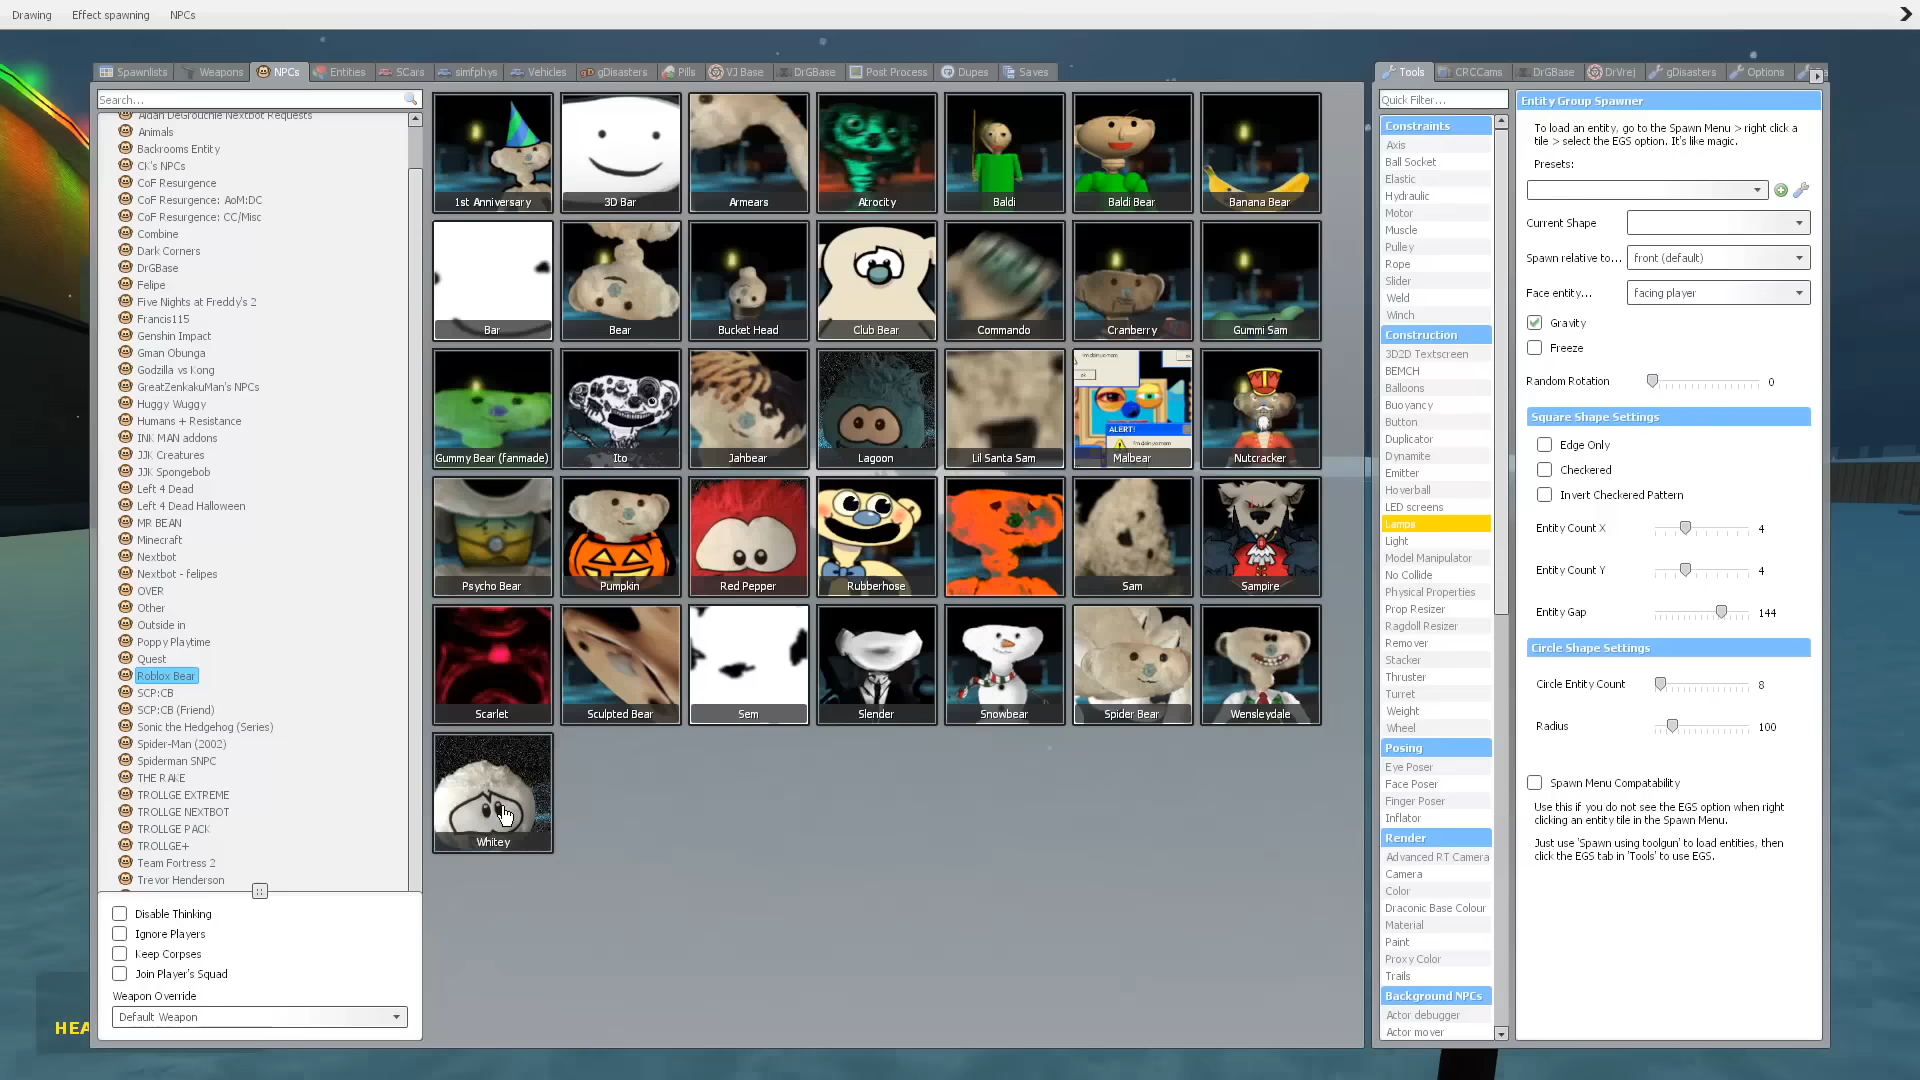 Drawing Effect spawning NPCs
Spawnlists Weapons NPCs Entities SCars simfphys Vehicles gDisasters Pills VJ Base DrGBase Post Process Dupes Saves
Search...
Aidan DeGrouchie Nextbot Requests
Animals
Backrooms Entity
CK's NPCs
CoF Resurgence
CoF Resurgence: AoM:DC
CoF Resurgence: CC/Misc
Combine
Dark Corners
DrGBase
Felipe
Five Nights at Freddy's 2
Francis115
Genshin Impact
Gman Obunga
Godzilla vs Kong
GreatZenkakuMan's NPCs
Huggy Wuggy
Humans + Resistance
INK MAN addons
JJK Creatures
JJK Spongebob
Left 4 Dead
Left 4 Dead Halloween
MR BEAN
Minecraft
Nextbot
Nextbot - felipes
OVER
Other
Outside in
Poppy Playtime
Quest
Roblox Bear
SCP:CB
SCP:CB (Friend)
Sonic the Hedgehog (Series)
Spider-Man (2002)
Spiderman SNPC
THE RAKE
TROLLGE EXTREME
TROLLGE NEXTBOT
TROLLGE PACK
TROLLGE+
Team Fortress 2
Trevor Henderson
Disable Thinking
Ignore Players
Keep Corpses
Join Player's Squad
Weapon Override
Default Weapon
HEA
1st Anniversary 3D Bar Armears Atrocity Baldi Baldi Bear Banana Bear
Bar Bear Bucket Head Club Bear Commando Cranberry Gummi Sam
ALERT!
Gummy Bear (fanmade) Ito Jahbear Lagoon Lil Santa Sam Malbear Nutcracker
Psycho Bear Pumpkin Red Pepper Rubberhose Sam Sampire
Scarlet Sculpted Bear Sem Slender Snowbear Spider Bear Wensleydale
Whitey
Tools CRCCams DrGBase DrVrej gDisasters Options
Quick Filter...
Constraints
Axis
Ball Socket
Elastic
Hydraulic
Motor
Muscle
Pulley
Rope
Slider
Weld
Winch
Construction
3D2D Textscreen
BEMCH
Balloons
Buoyancy
Button
Duplicator
Dynamite
Emitter
Hoverball
LED screens
Lamps
Light
Model Manipulator
No Collide
Physical Properties
Prop Resizer
Ragdoll Resizer
Remover
Stacker
Thruster
Turret
Weight
Wheel
Posing
Eye Poser
Face Poser
Finger Poser
Inflator
Render
Advanced RT Camera
Camera
Color
Draconic Base Colour
Material
Paint
Proxy Color
Trails
Background NPCs
Actor debugger
Actor mover
Entity Group Spawner
To load an entity, go to the Spawn Menu > right click a
tile > select the EGS option. It's like magic.
Presets:
Current Shape
Spawn relative to... front (default)
Face entity... facing player
Gravity
Freeze
Random Rotation 0
Square Shape Settings
Edge Only
Checkered
Invert Checkered Pattern
Entity Count X 4
Entity Count Y 4
Entity Gap 144
Circle Shape Settings
Circle Entity Count 8
Radius 100
Spawn Menu Compatability
Use this if you do not see the EGS option when right
clicking an entity tile in the Spawn Menu.
Just use 'Spawn using toolgun' to load entities, then
click the EGS tab in 'Tools' to use EGS.